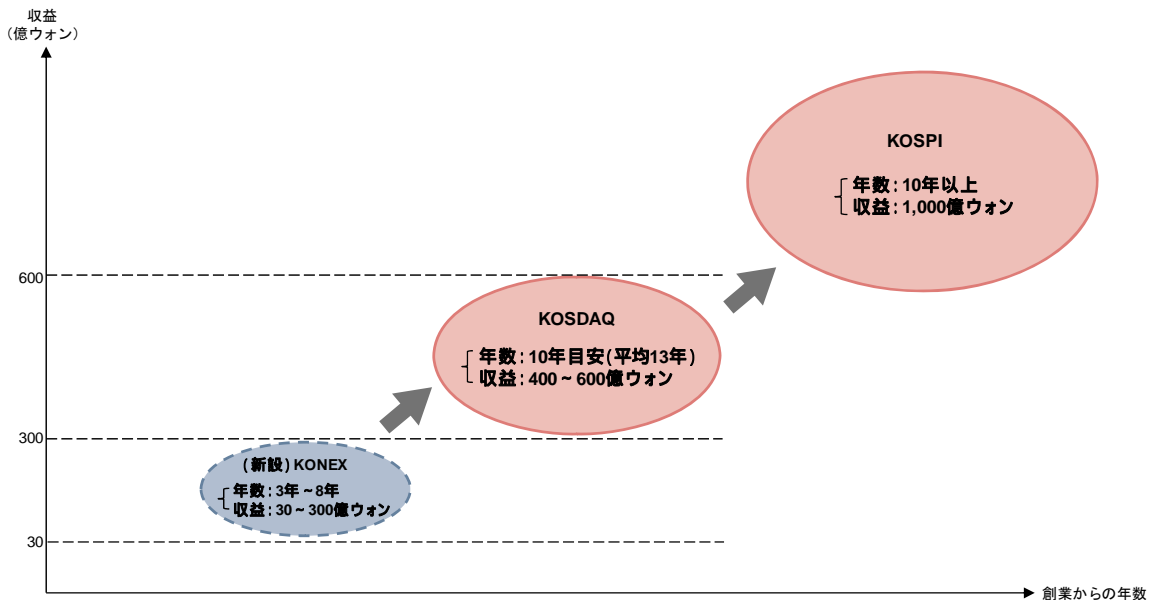 収益
(億ウォン)
KOSPI
年数:10年以上
収益:1,000億ウォン
600
KOSDAQ
年数:10年目安(平均13年)
収益:400~600億ウォン
300
(新設)KONEX
年数:3年~8年
収益:30~300億ウォン
30
創業からの年数